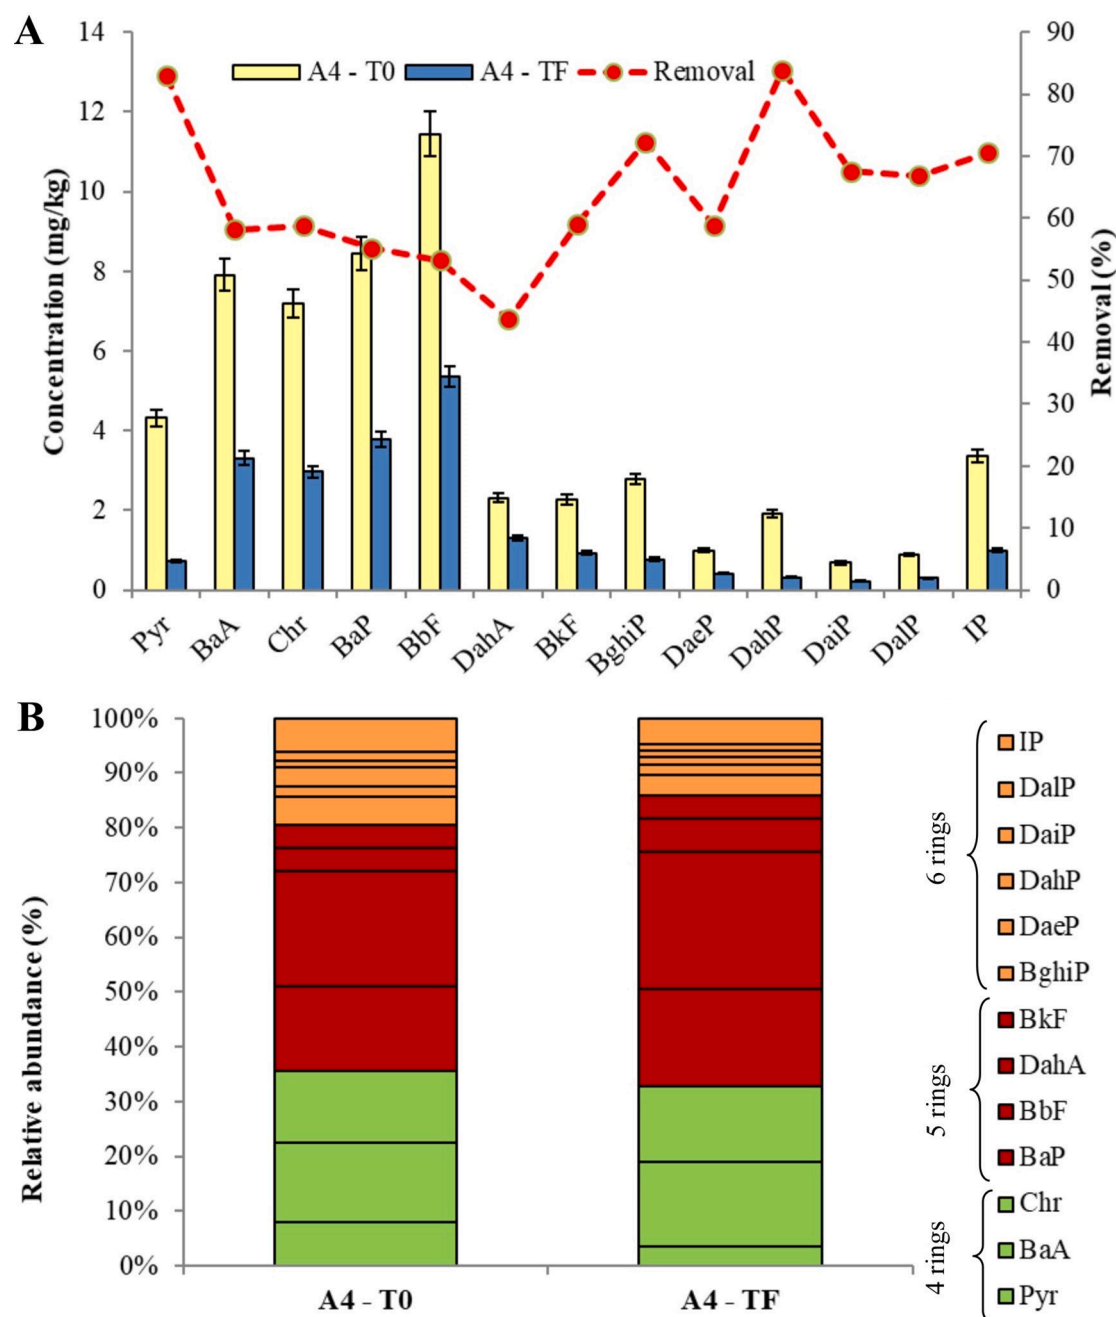 A
A4 - T0 A4 - TF Removal
Concentration (mg/kg)
14
12
10
8
6
4
2
0
90
80
70
60
50
40
30
20
10
0
Removal (%)
Pyr BaA Chr BaP BbF DahA BkF BghiP DaeP DahP DaiP DalP IP
B
Relative abundance (%)
100%
90%
80%
70%
60%
50%
40%
30%
20%
10%
0%
A4 - T0 A4 - TF
6 rings
IP
DalP
DaiP
DahP
DaeP
BghiP
5 rings
BkF
DahA
BbF
BaP
4 rings
Chr
BaA
Pyr